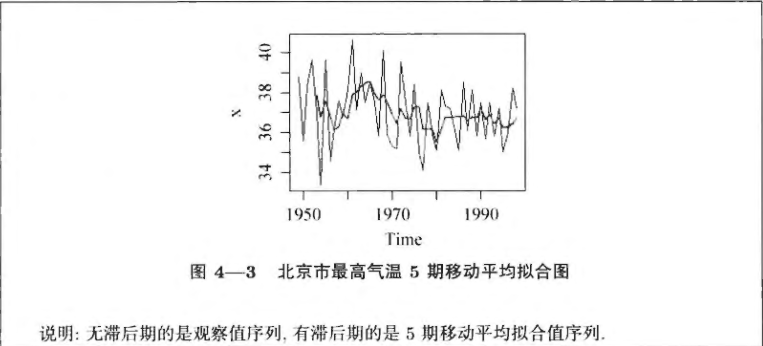 40
38
36
34
x
1950 1970 1990
Time
图 4—3 北京市最高气温 5 期移动平均拟合图
说明: 无滞后期的是观察值序列, 有滞后期的是 5 期移动平均拟合值序列.